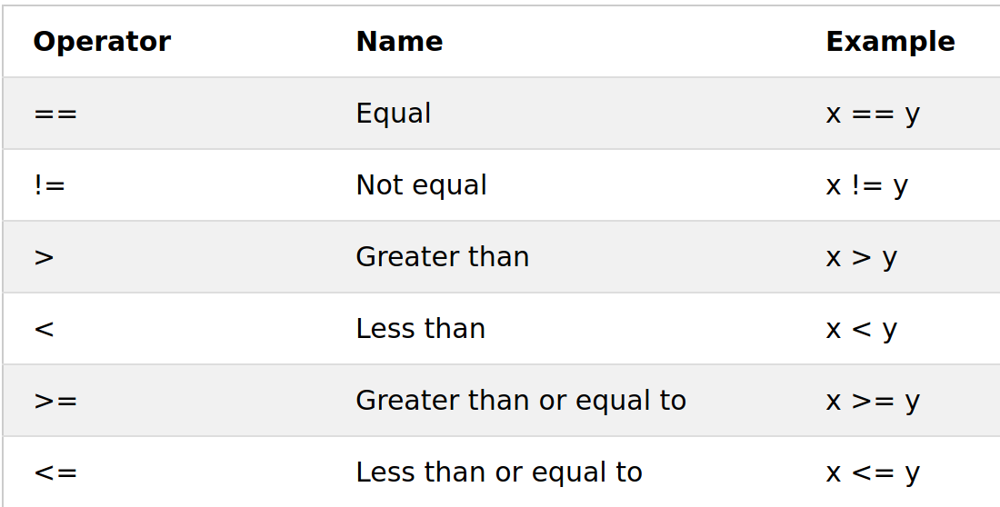 Operator Name Example
== Equal x == y
!= Not equal x != y
> Greater than x > y
< Less than x < y
>= Greater than or equal to x >= y
<= Less than or equal to x <= y